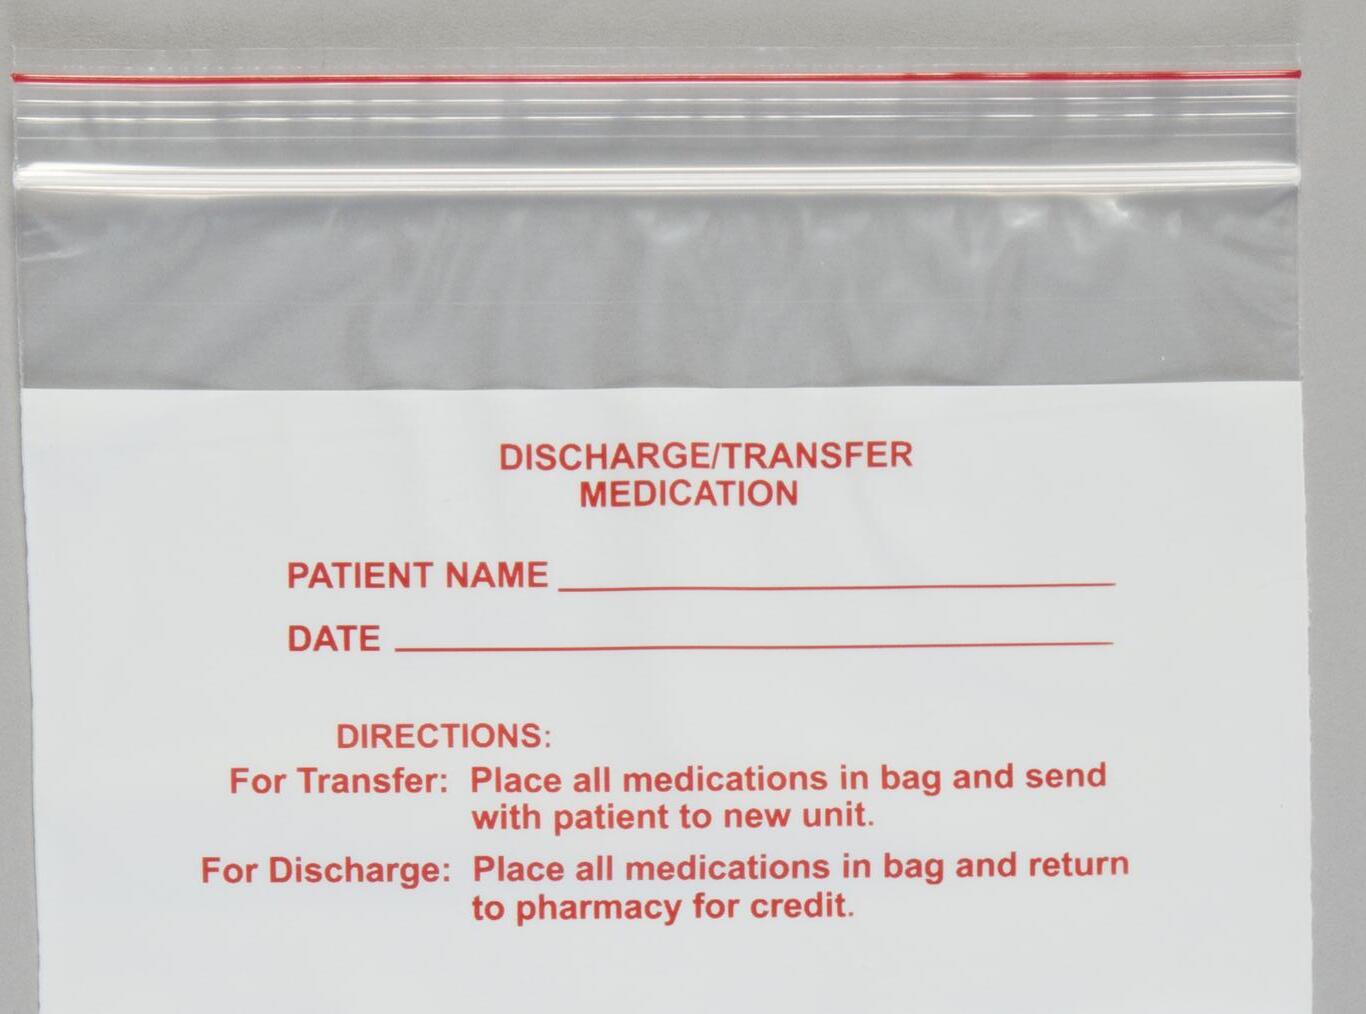 DISCHARGE/TRANSFER
MEDICATION
PATIENT NAME
DATE
DIRECTIONS:
For Transfer: Place all medications in bag and send
with patient to new unit.
For Discharge: Place all medications in bag and return
to pharmacy for credit.